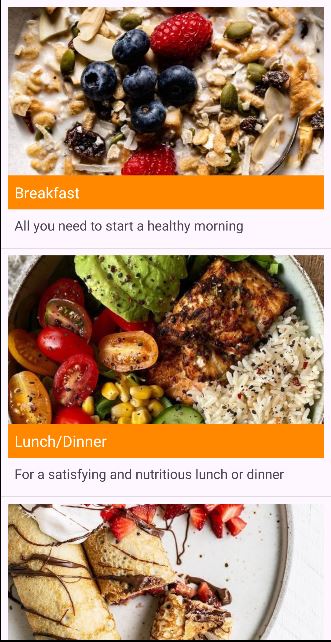 Breakfast
All you need to start a healthy morning
Lunch/Dinner
For a satisfying and nutritious lunch or dinner